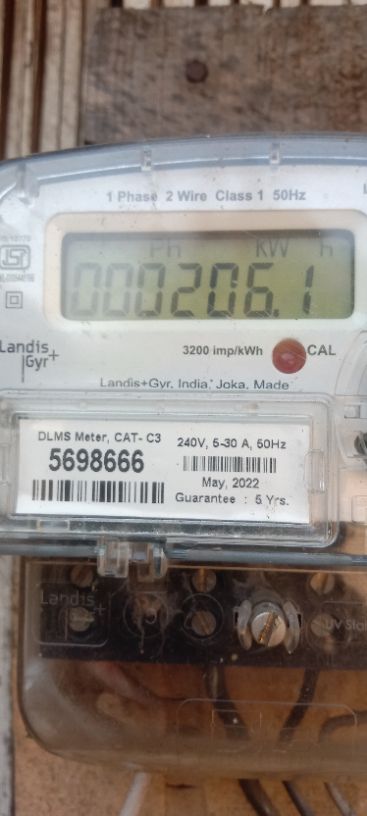 1 Phase 2 Wire Class 1 50Hz
Ph kW h
000206.1
Landis
Gyr+
3200 imp/kWh CAL
Landis+Gyr, India, Joka, Made
DLMS Meter, CAT- C3
5698666
240V, 5-30 A, 50Hz
May, 2022
Guarantee : 5 Yrs.
Landis